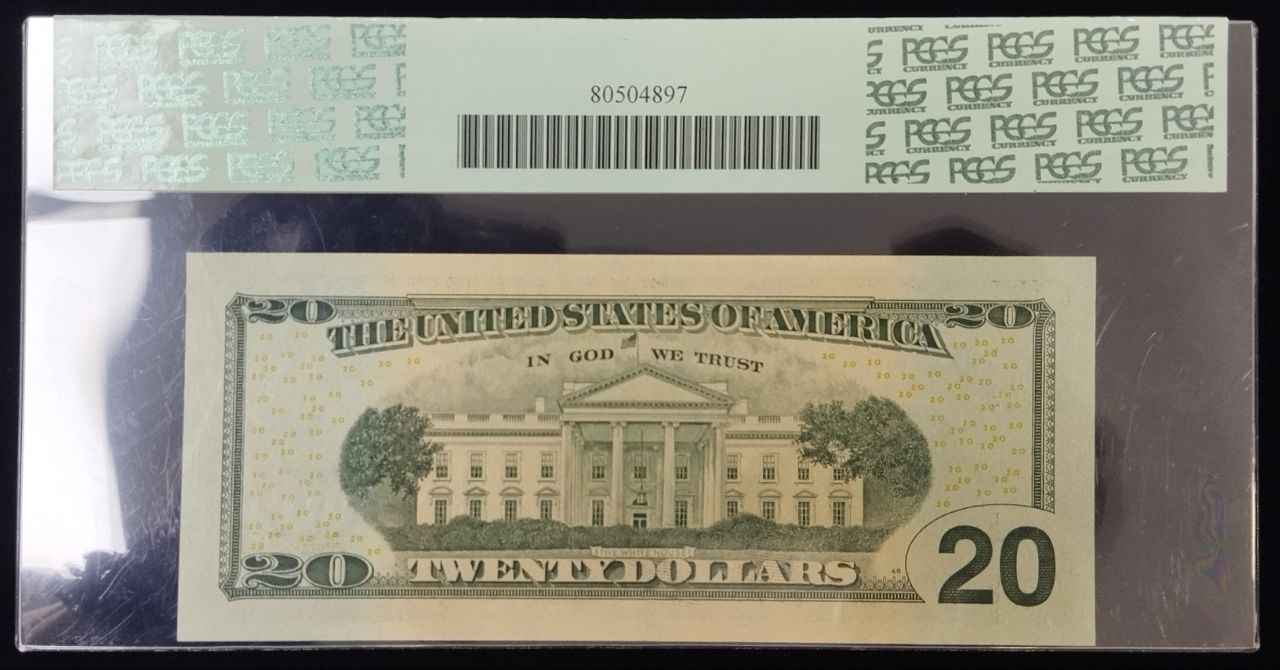 PCGS CURRENCY
80504897
20 THE UNITED STATES OF AMERICA 20
IN GOD WE TRUST
THE WHITE HOUSE
20 TWENTY DOLLARS 48 20